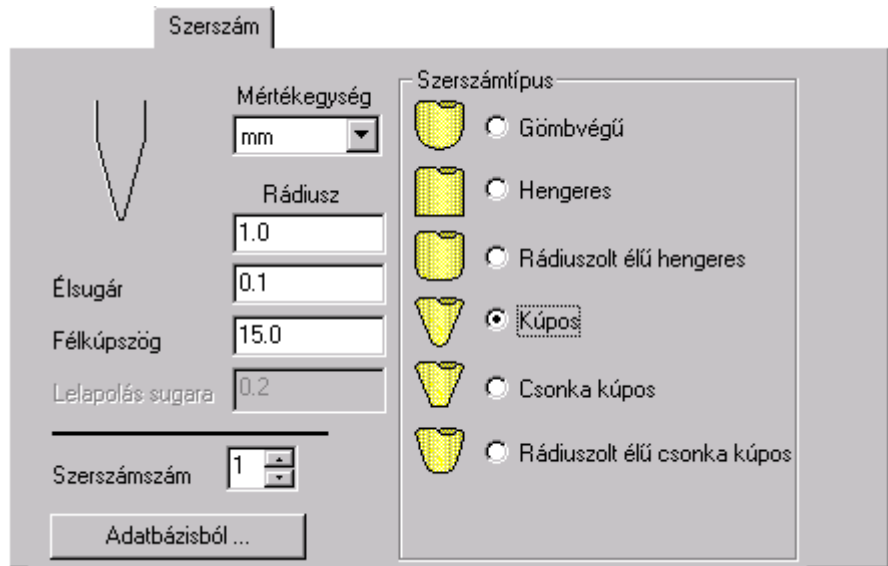 Szerszám
Mértékegység
mm
Rádiusz
1.0
Élsugár
0.1
Félkúpszög
15.0
Lelapolás sugara
0.2
Szerszámszám
1
Adatbázisból ...
Szerszámtípus
Gömbvégű
Hengeres
Rádiuszolt élű hengeres
Kúpos
Csonka kúpos
Rádiuszolt élű csonka kúpos